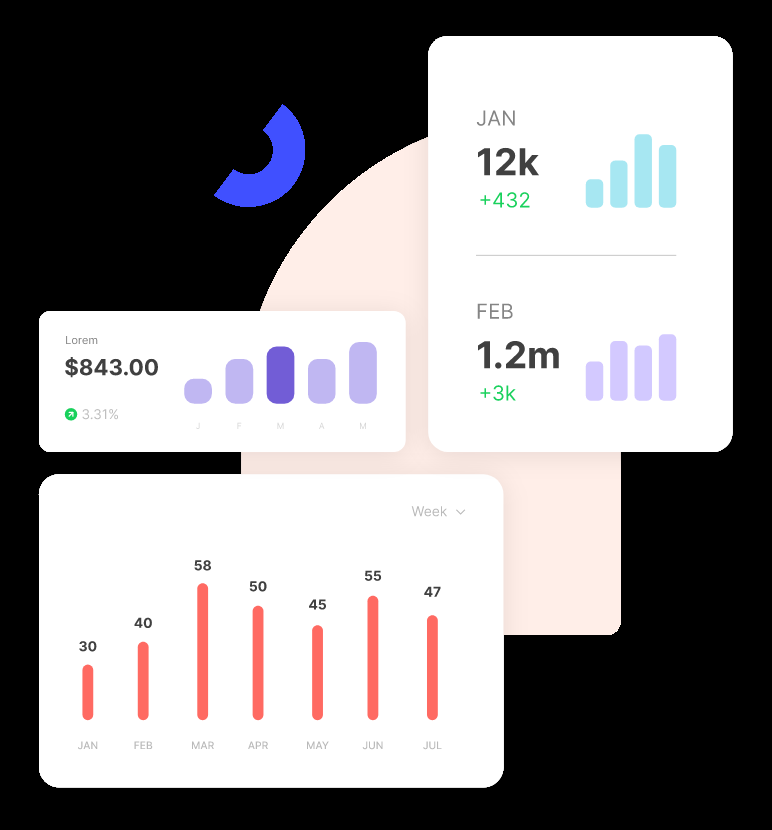 JAN
12k
+432
FEB
1.2m
+3k
Lorem
$843.00
3.31%
J F M A M
Week
58
55
50
47
45
40
30
JAN FEB MAR APR MAY JUN JUL